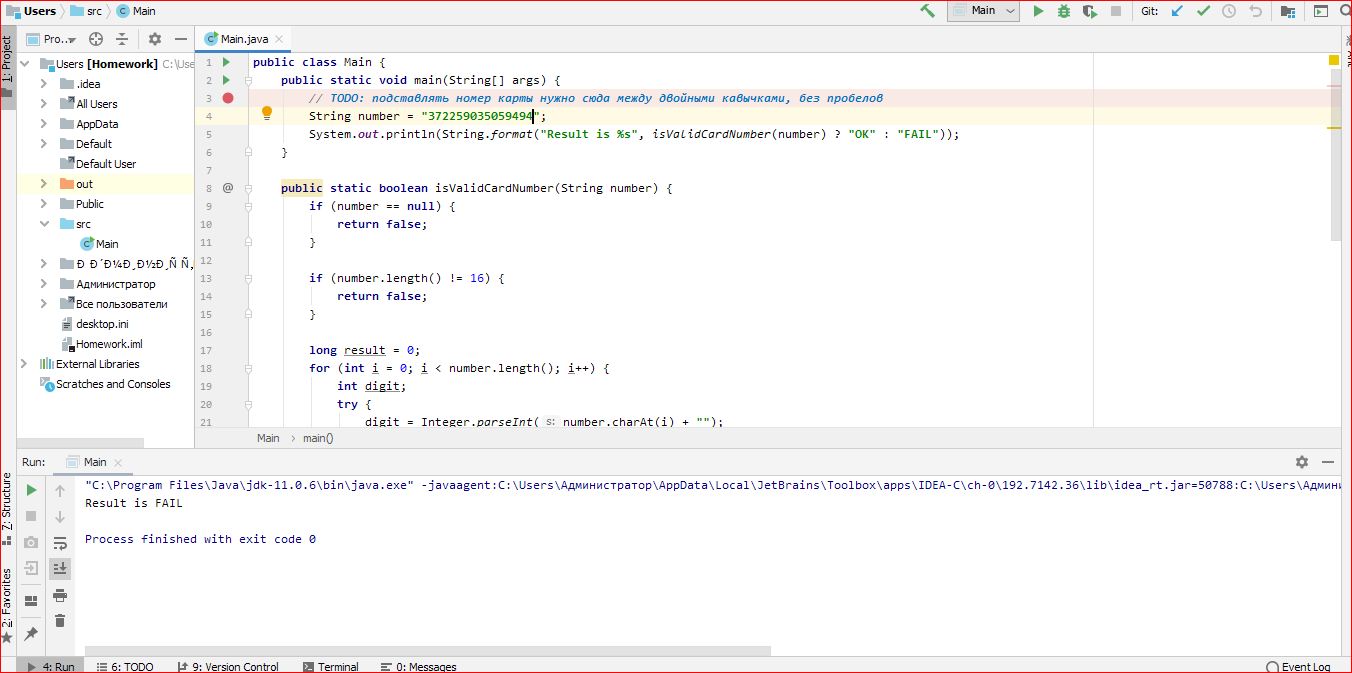 Users src Main
Main Git:
Pro.. Main.java
1: Project
Users [Homework] C:\Use
.idea
All Users
AppData
Default
Default User
out
Public
src
Main
Администратор
Все пользователи
desktop.ini
Homework.iml
External Libraries
Scratches and Consoles
1 public class Main {
2 public static void main(String[] args) {
3 // TODO: подставлять номер карты нужно сюда между двойными кавычками, без пробелов
4 String number = "372259035059494";
5 System.out.println(String.format("Result is %s", isValidCardNumber(number) ? "OK" : "FAIL"));
6 }
7
8 @ public static boolean isValidCardNumber(String number) {
9 if (number == null) {
10 return false;
11 }
12
13 if (number.length() != 16) {
14 return false;
15 }
16
17 long result = 0;
18 for (int i = 0; i < number.length(); i++) {
19 int digit;
20 try {
21 digit = Integer.parseInt( s: number.charAt(i) + "");
Main main()
Run: Main
"C:\Program Files\Java\jdk-11.0.6\bin\java.exe" -javaagent:C:\Users\Администратор\AppData\Local\JetBrains\Toolbox\apps\IDEA-C\ch-0\192.7142.36\lib\idea_rt.jar=50788:C:\Users\Админи
Result is FAIL
Process finished with exit code 0
7: Structure
2: Favorites
4: Run 6: TODO 9: Version Control Terminal 0: Messages Event Log